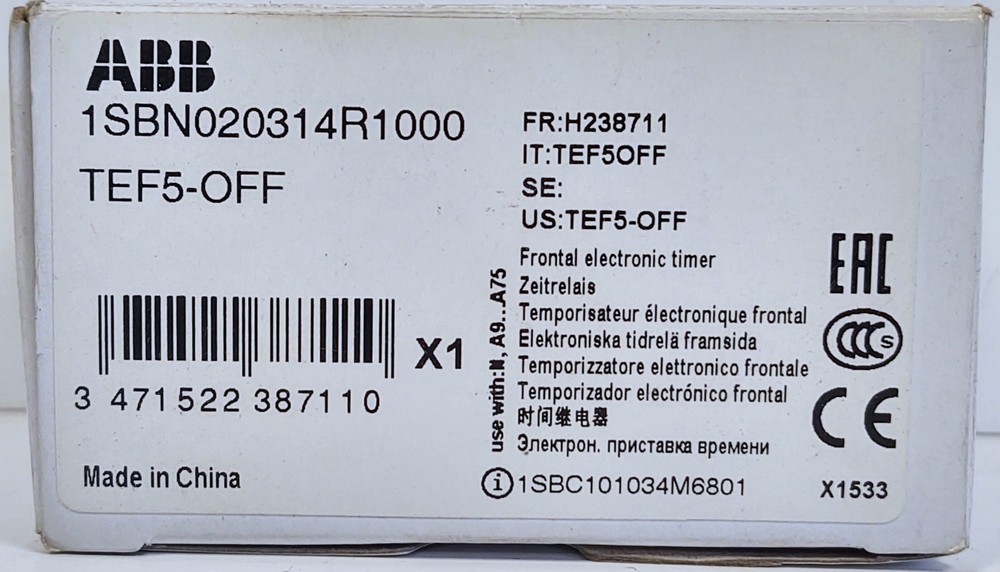 ABB
1SBN020314R1000
TEF5-OFF
FR:H238711
IT:TEF5OFF
SE:
US:TEF5-OFF
Frontal electronic timer
Zeitrelais
Temporisateur électronique frontal
Elektroniska tidrelä framsida
Temporizzatore elettronico frontale
Temporizador electrónico frontal
时间继电器
Электрон. приставка времени
use with:N, A9...A75
EAC
CCC S
CE
X1
3 471522 387110
Made in China
i 1SBC101034M6801
X1533